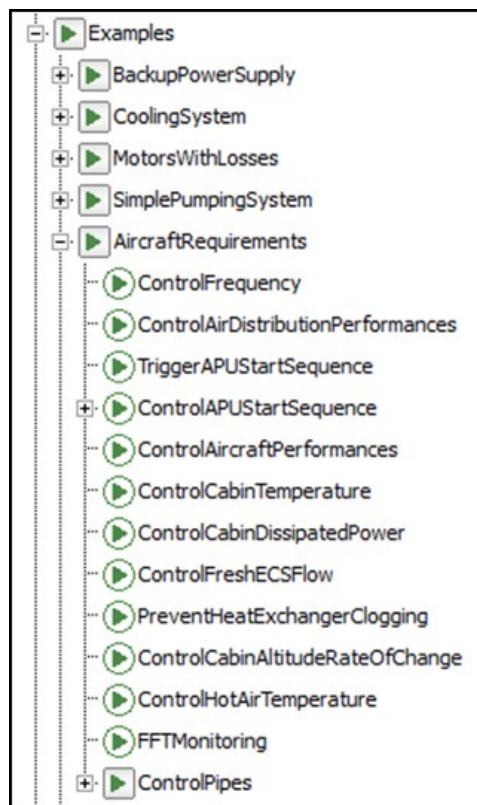 Examples
BackupPowerSupply
CoolingSystem
MotorsWithLosses
SimplePumpingSystem
AircraftRequirements
ControlFrequency
ControlAirDistributionPerformances
TriggerAPUStartSequence
ControlAPUStartSequence
ControlAircraftPerformances
ControlCabinTemperature
ControlCabinDissipatedPower
ControlFreshECSFlow
PreventHeatExchangerClogging
ControlCabinAltitudeRateOfChange
ControlHotAirTemperature
FFTMonitoring
ControlPipes